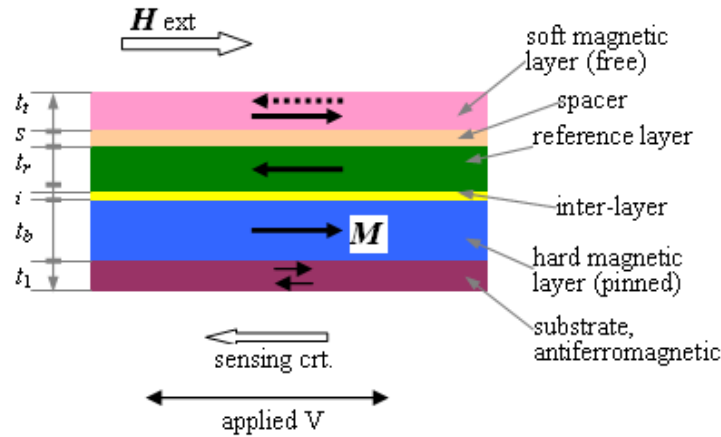 H ext
soft magnetic
layer (free)
spacer
reference layer
inter-layer
hard magnetic
layer (pinned)
substrate,
antiferromagnetic
t_t
s
t_r
i
t_b
t_1
M
sensing crt.
applied V